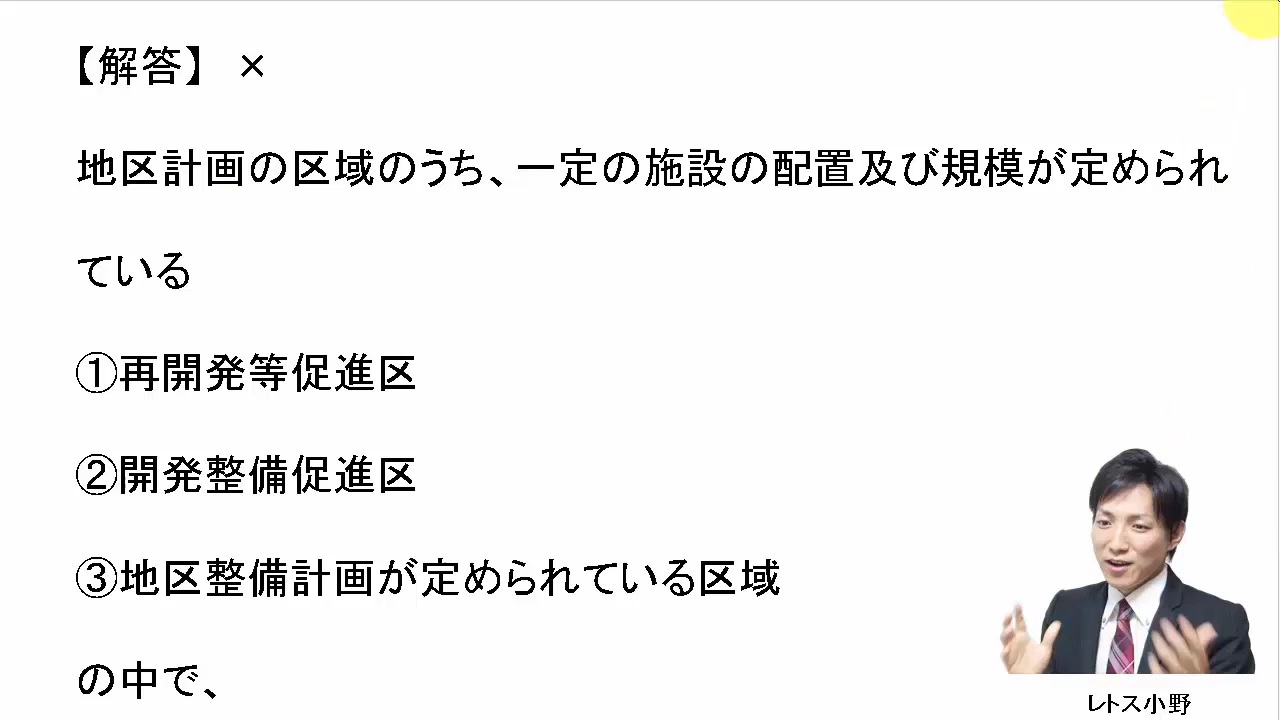 【解答】 ×
地区計画の区域のうち、一定の施設の配置及び規模が定められ
ている
①再開発等促進区
②開発整備促進区
③地区整備計画が定められている区域
の中で、
レトス小野